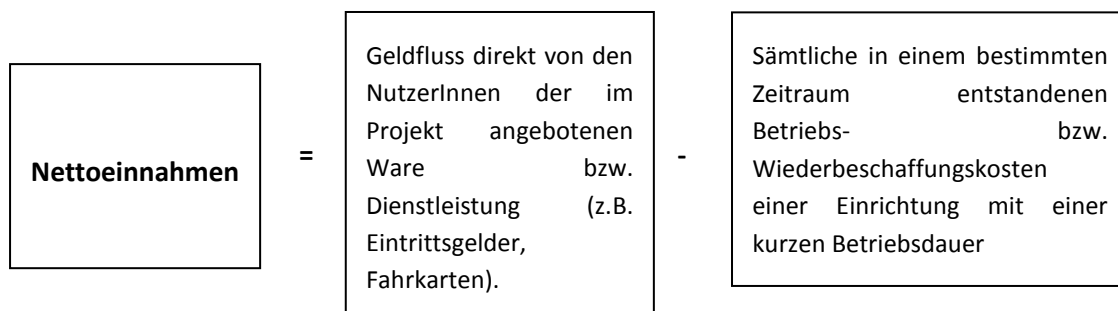 Nettoeinnahmen
=
Geldfluss direkt von den
NutzerInnen der im
Projekt angebotenen
Ware bzw.
Dienstleistung (z.B.
Eintrittsgelder,
Fahrkarten).
-
Sämtliche in einem bestimmten
Zeitraum entstandenen
Betriebs- bzw.
Wiederbeschaffungskosten
einer Einrichtung mit einer
kurzen Betriebsdauer